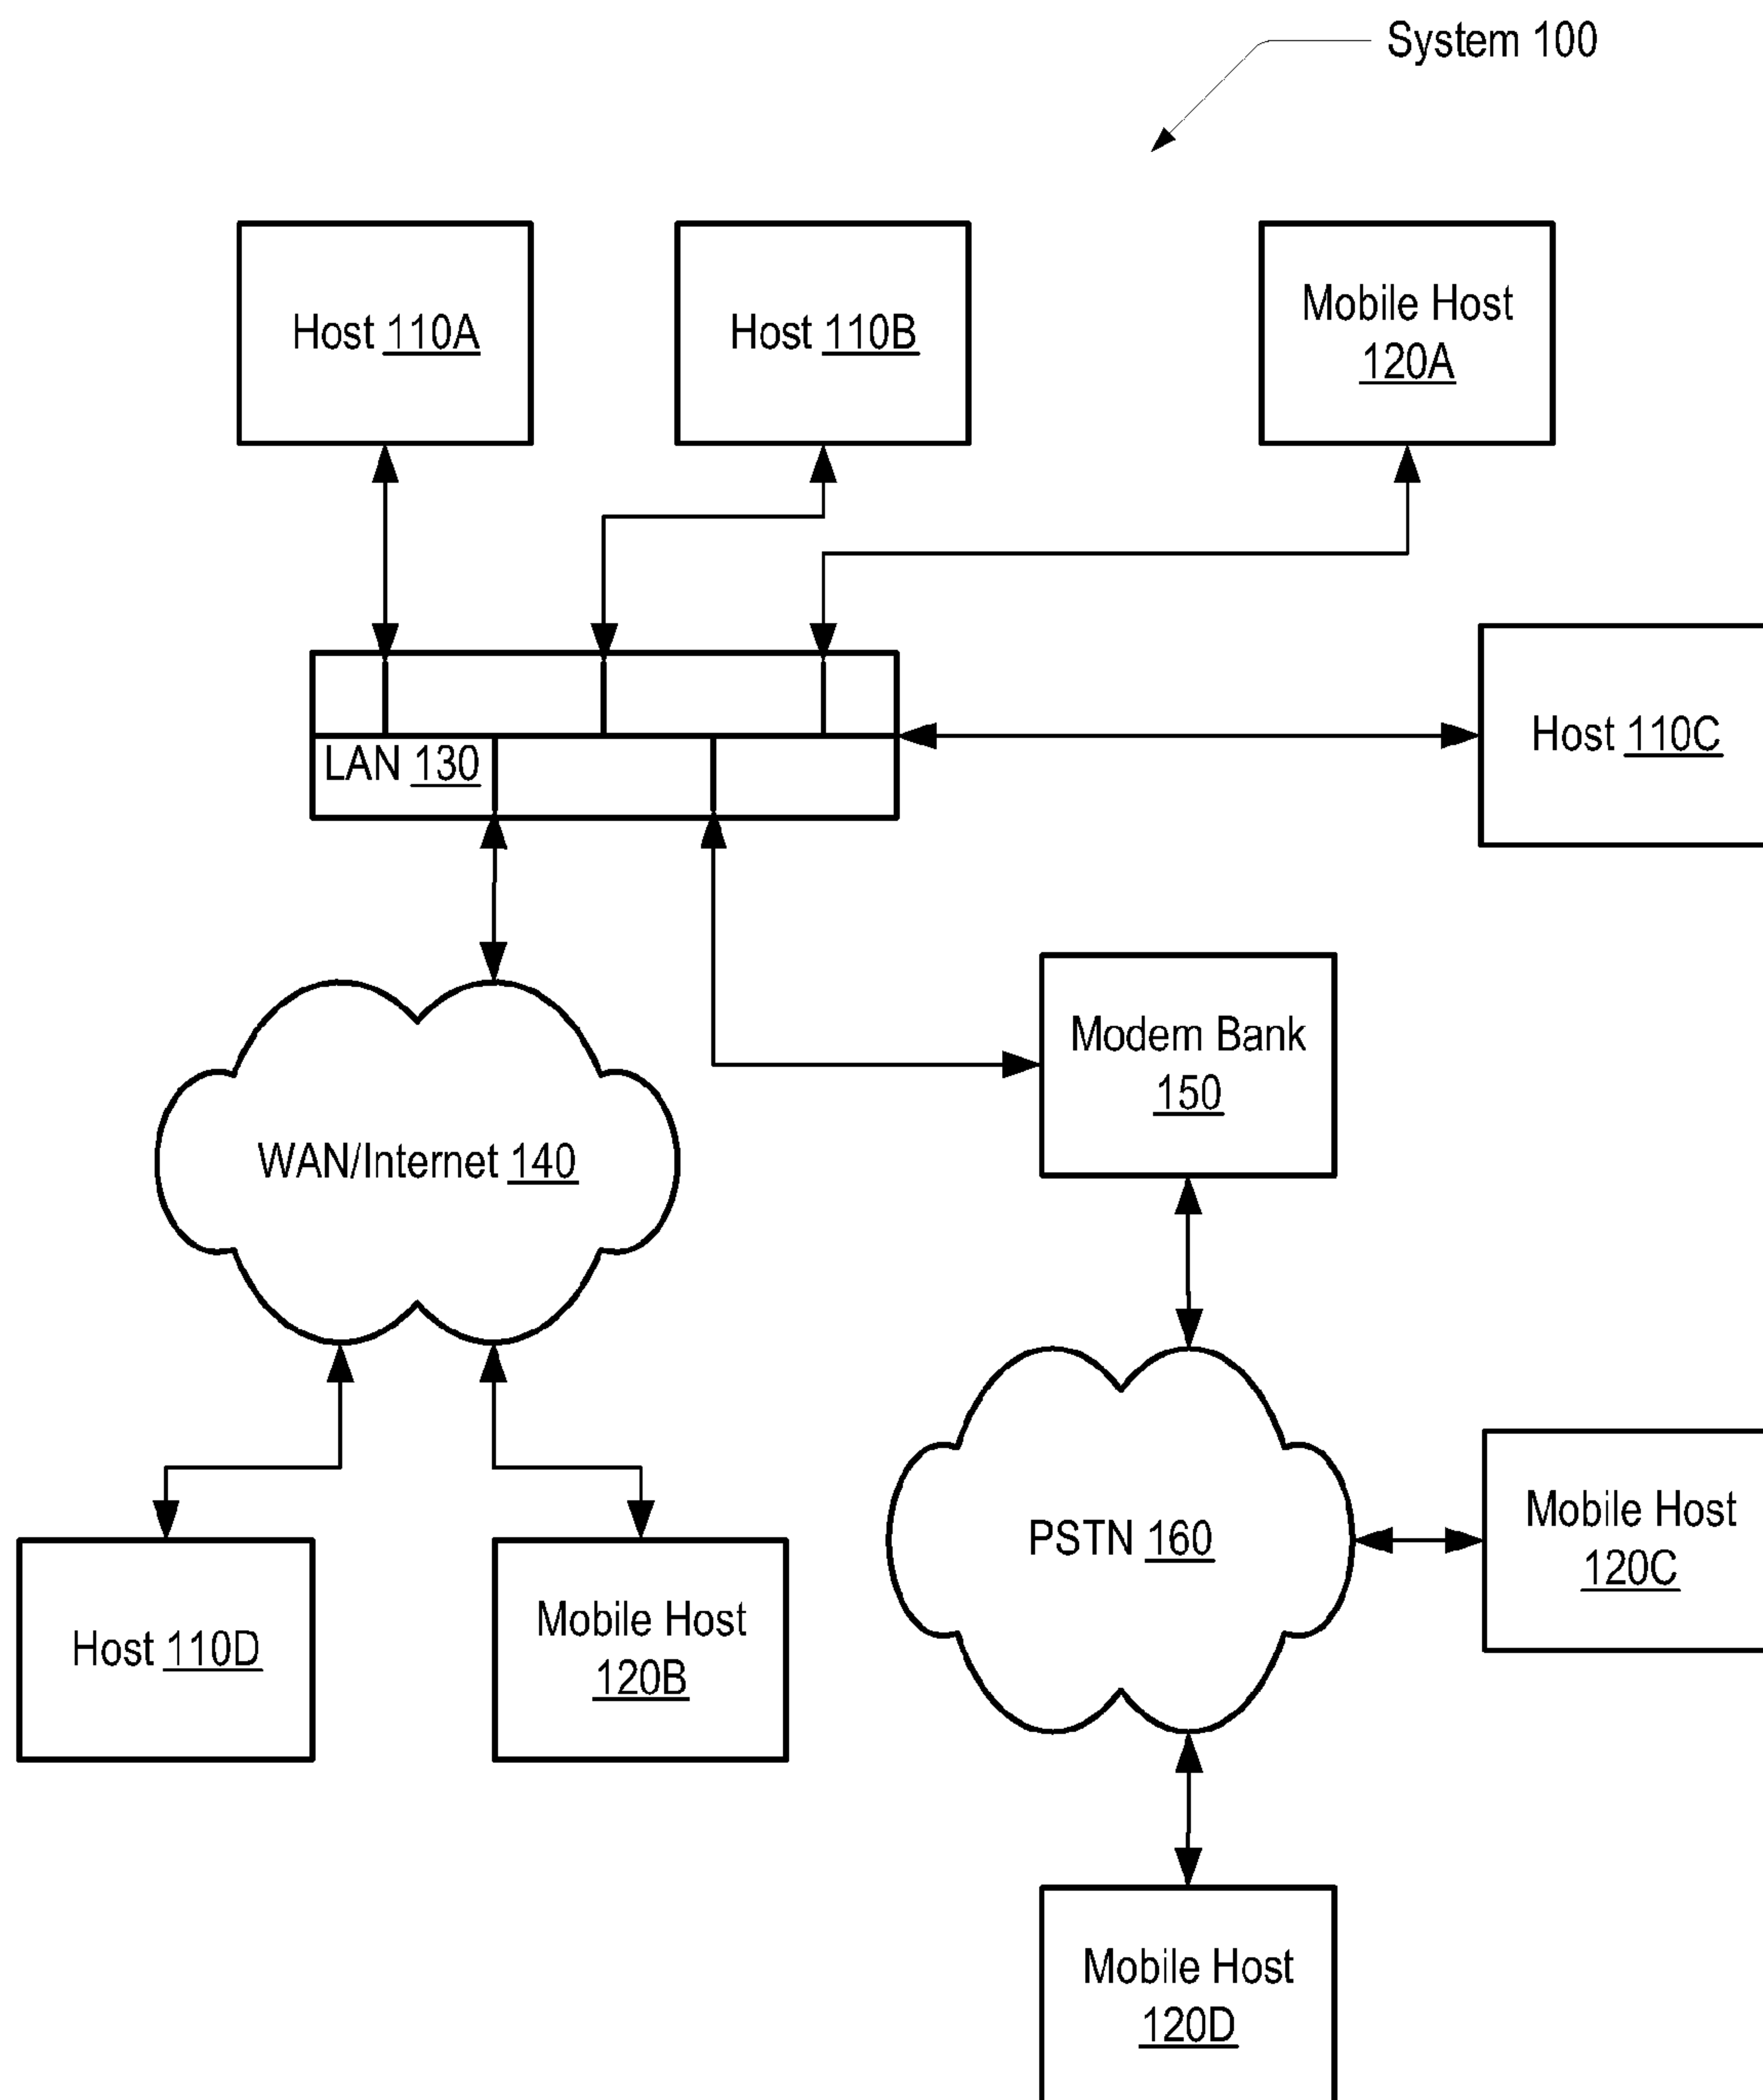 System 100
Host 110A
Host 110B
Mobile Host
120A
LAN 130
Host 110C
Modem Bank
150
WAN/Internet 140
PSTN 160
Mobile Host
120C
Host 110D
Mobile Host
120B
Mobile Host
120D